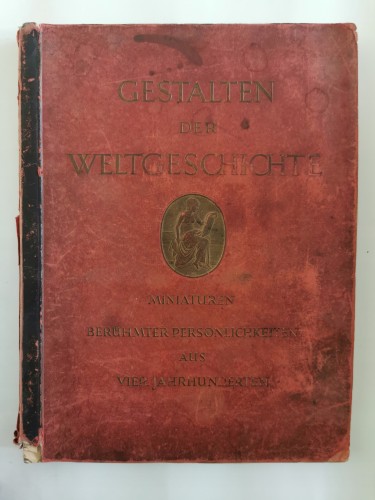 GESTALTEN
DER
WELTGESCHICHTE
MINIATUREN
BERÜHMTER PERSÖNLICHKEITEN
AUS
VIER JAHRHUNDERTEN